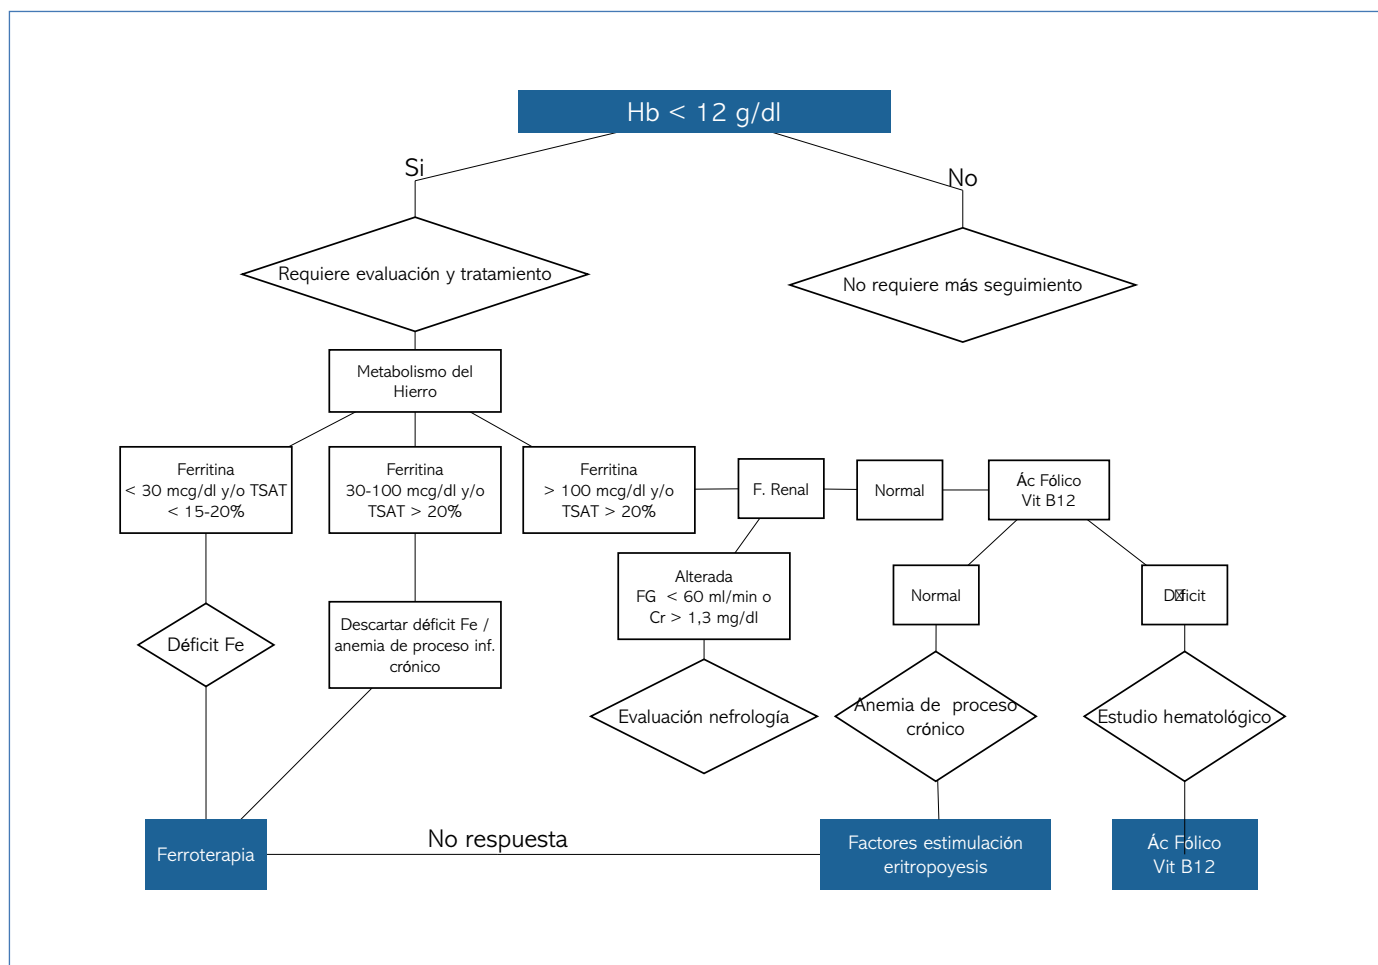 Hb < 12 g/dl
Si
No
Requiere evaluación y tratamiento
No requiere más seguimiento
Metabolismo del
Hierro
Ferritina
< 30 mcg/dl y/o TSAT
< 15-20%
Ferritina
30-100 mcg/dl y/o
TSAT > 20%
Ferritina
> 100 mcg/dl y/o
TSAT > 20%
F. Renal
Normal
Ác Fólico
Vit B12
Alterada
FG < 60 ml/min o
Cr > 1,3 mg/dl
Normal
Déficit Fe
Descartar déficit Fe /
anemia de proceso inf.
crónico
Evaluación nefrología
Anemia de proceso
crónico
Estudio hematológico
Ferroterapia
No respuesta
Factores estimulación
eritropoyesis
Ác Fólico
Vit B12